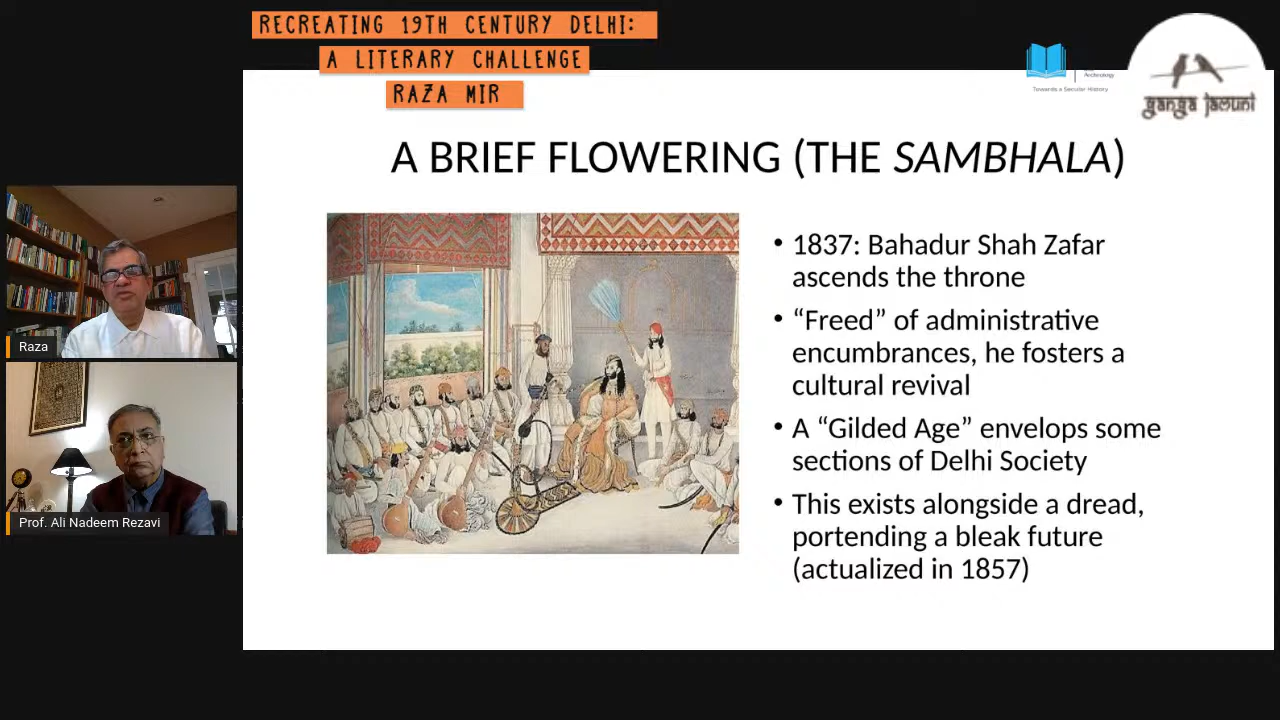 RECREATING 19TH CENTURY DELHI:
A LITERARY CHALLENGE
RAZA MIR
Archeology
Towards a Secular History
ganga jamuni
A BRIEF FLOWERING (THE SAMBHALA)
• 1837: Bahadur Shah Zafar
ascends the throne
• “Freed” of administrative
encumbrances, he fosters a
cultural revival
• A “Gilded Age” envelops some
sections of Delhi Society
• This exists alongside a dread,
portending a bleak future
(actualized in 1857)
Raza
Prof. Ali Nadeem Rezavi